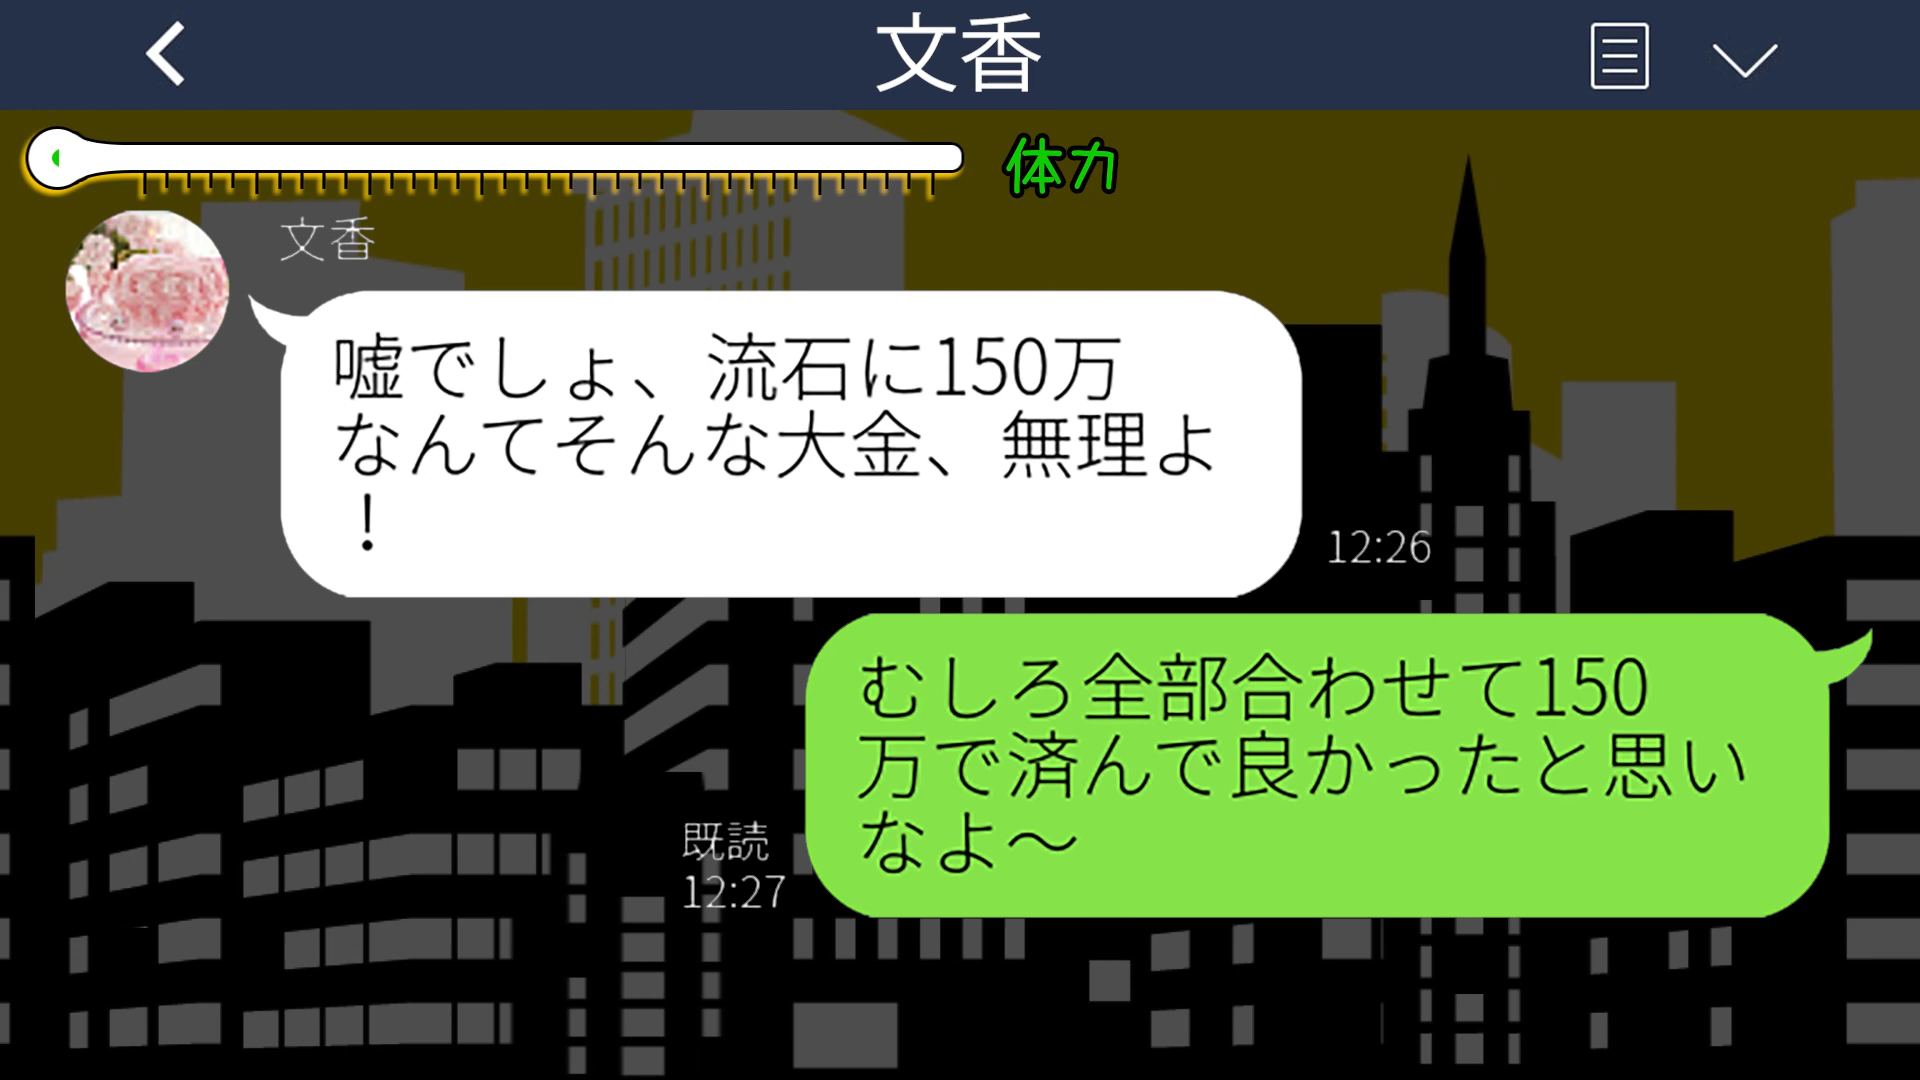 文香
体力
文香
嘘でしょ、流石に150万
なんてそんな大金、無理よ
！
12:26
むしろ全部合わせて150
万で済んで良かったと思い
なよ～
既読
12:27